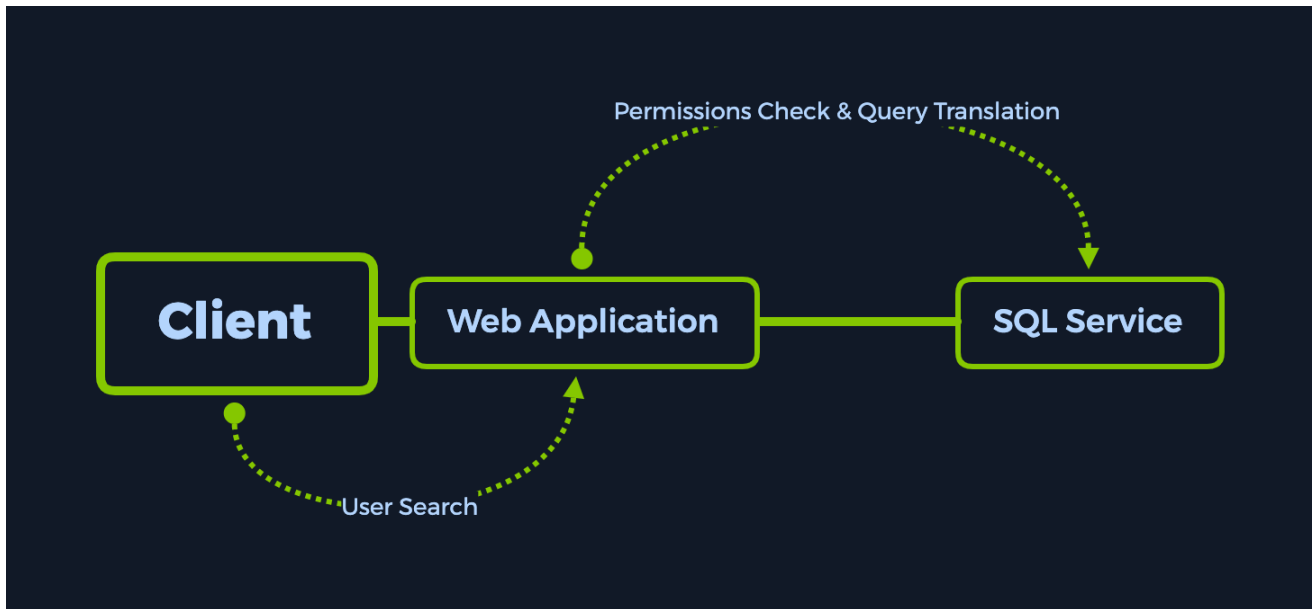 Permissions Check & Query Translation
Client
Web Application
SQL Service
User Search